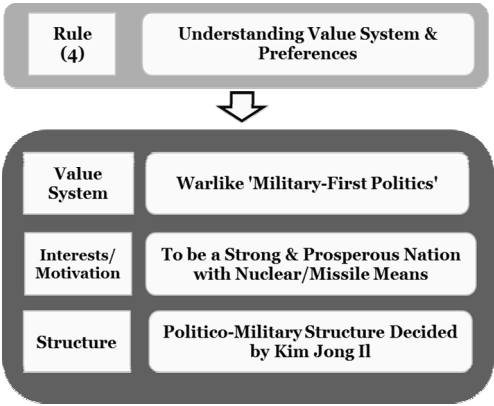 Rule
(4)
Understanding Value System &
Preferences
Value
System
Warlike 'Military-First Politics'
Interests/
Motivation
To be a Strong & Prosperous Nation
with Nuclear/Missile Means
Structure
Politico-Military Structure Decided
by Kim Jong Il